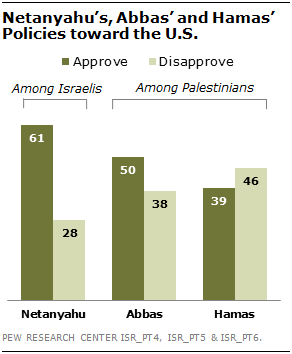 Netanyahu's, Abbas' and Hamas'
Policies toward the U.S.
Approve Disapprove
Among Israelis Among Palestinians
61
28
50
38
39
46
Netanyahu Abbas Hamas
PEW RESEARCH CENTER ISR_PT4, ISR_PT5 & ISR_PT6.